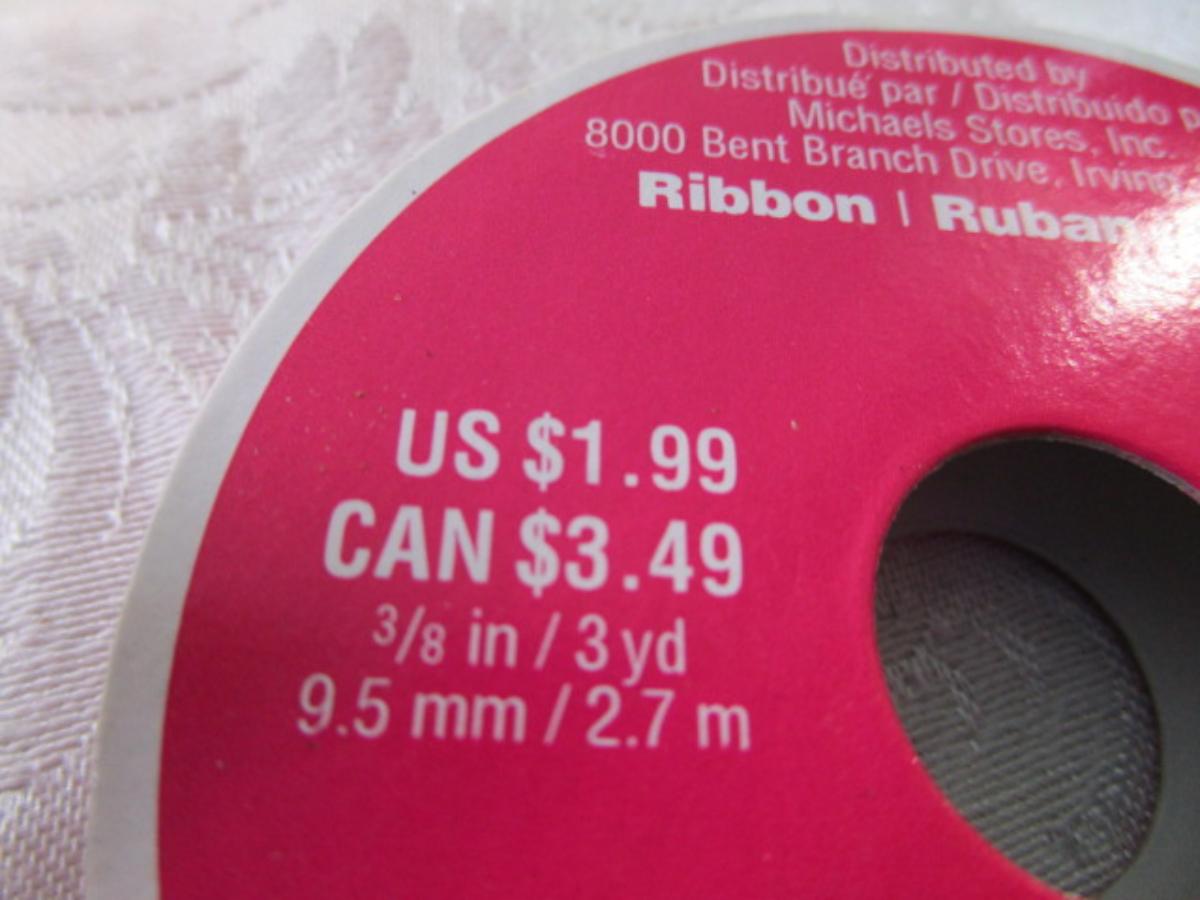 Distributed by
Distribué par / Distribuido
Michaels Stores, Inc.
8000 Bent Branch Drive, Irving
Ribbon | Ruban
US $1.99
CAN $3.49
3/8 in / 3 yd
9.5 mm / 2.7 m